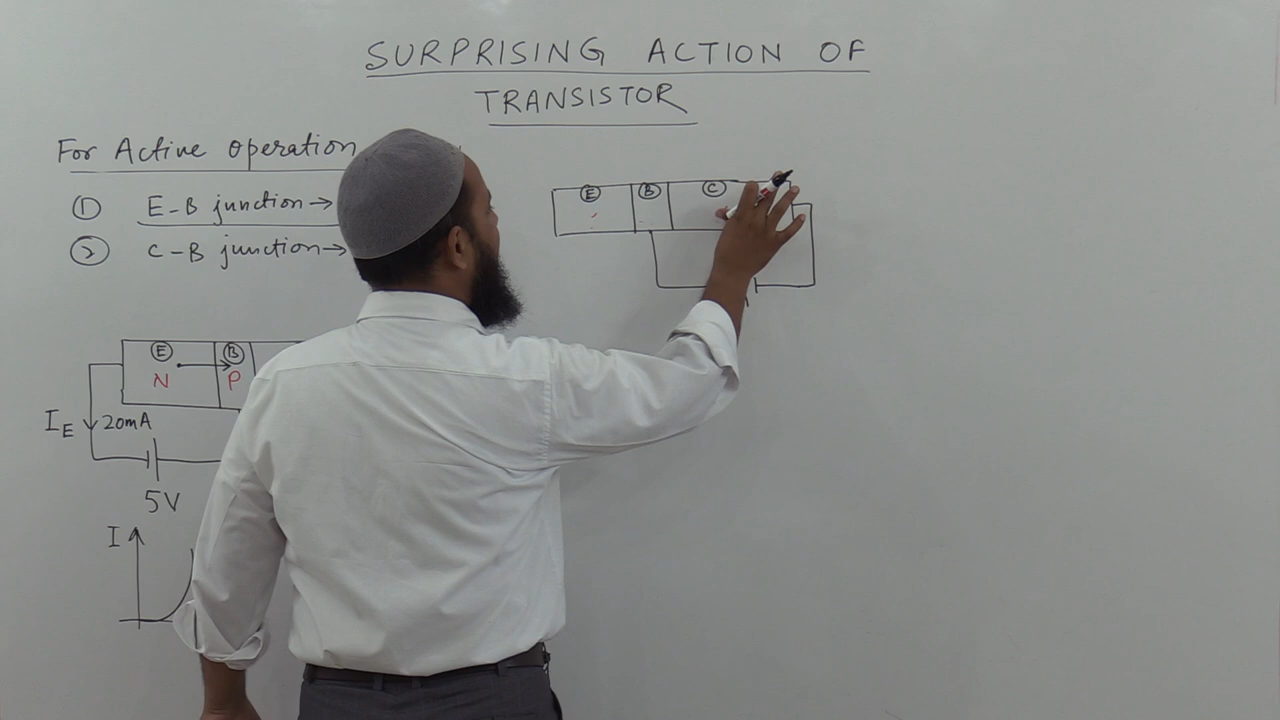 SURPRISING ACTION OF
TRANSISTOR
For Active Operation
① E-B junction →
② C-B junction →
E B C
E B
N P
I_E 20mA
5V
I